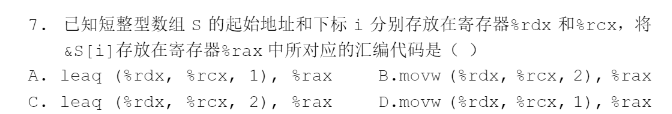 7. 已知短整型数组 S 的起始地址和下标 i 分别存放在寄存器%rdx 和%rcx，将
&S[i]存放在寄存器%rax 中所对应的汇编代码是（ ）
A. leaq (%rdx, %rcx, 1), %rax B.movw (%rdx, %rcx, 2), %rax
C. leaq (%rdx, %rcx, 2), %rax D.movw (%rdx, %rcx, 1), %rax